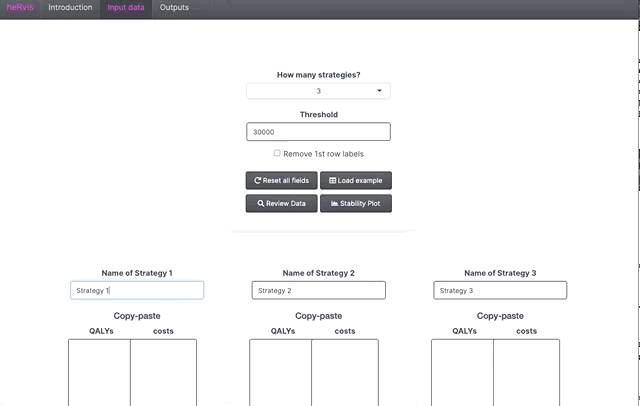 heRvis Introduction Input data Outputs
How many strategies?
3
Threshold
30000
Remove 1st row labels
Reset all fields Load example
Review Data Stability Plot
Name of Strategy 1 Name of Strategy 2 Name of Strategy 3
Strategy 1 Strategy 2 Strategy 3
Copy-paste Copy-paste Copy-paste
QALYs costs QALYs costs QALYs costs